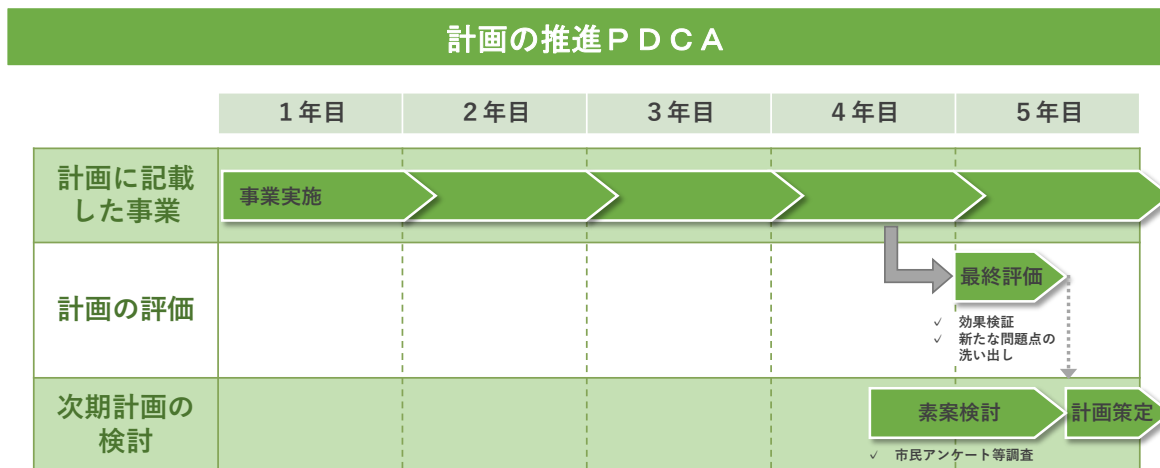 計画の推進ＰＤＣＡ
１年目
２年目
３年目
４年目
５年目
計画に記載
した事業
事業実施
計画の評価
最終評価
✓ 効果検証
✓ 新たな問題点の
洗い出し
次期計画の
検討
素案検討
計画策定
✓ 市民アンケート等調査